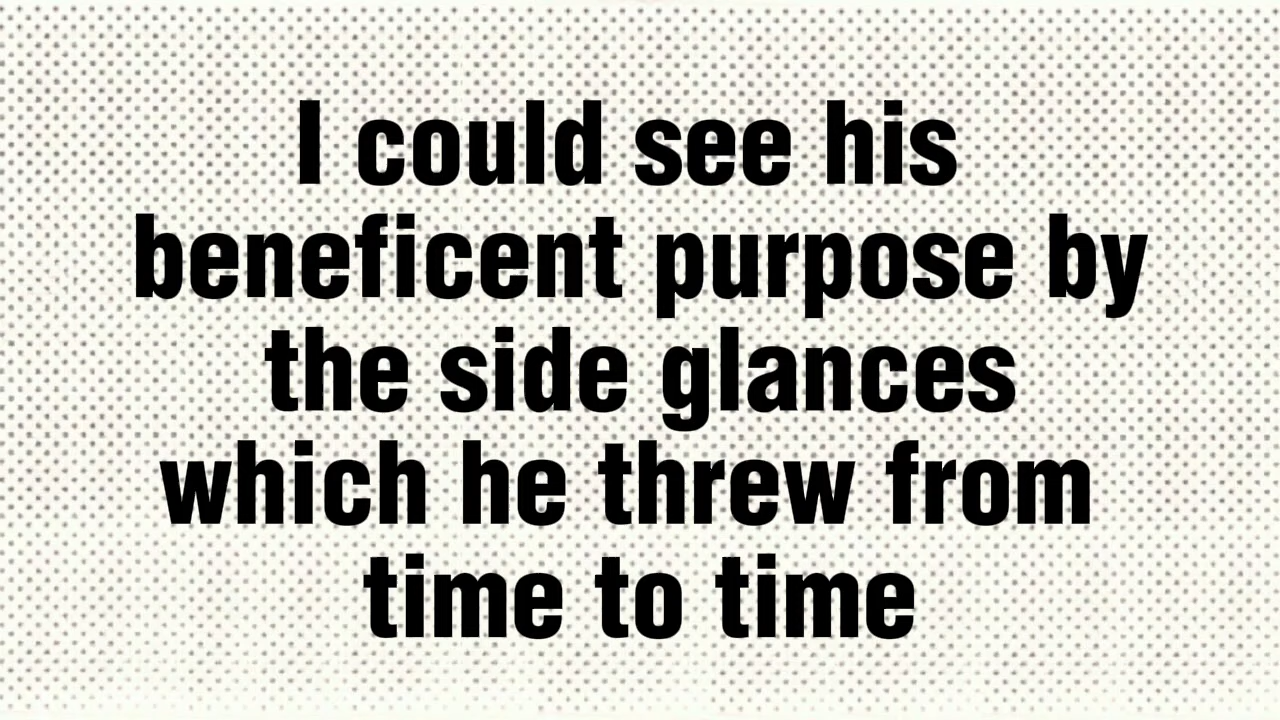 I could see his
beneficent purpose by
the side glances
which he threw from
time to time